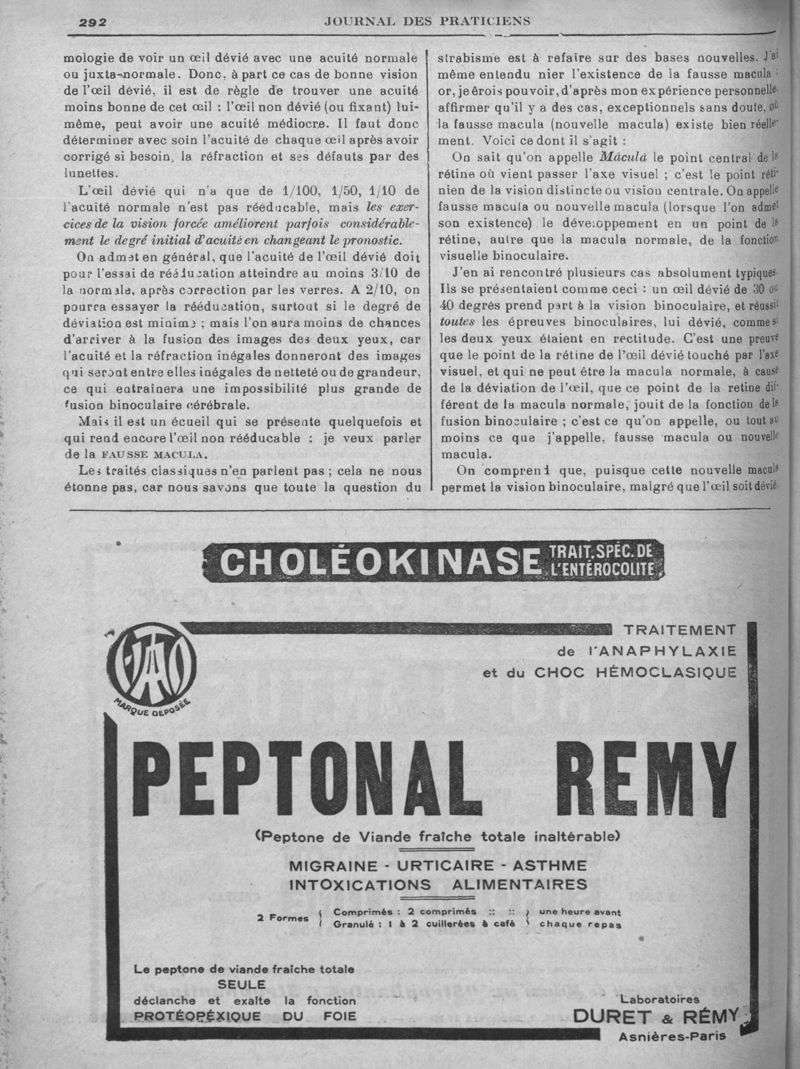 292
JOURNAL DES PRATICIENS
mologie de voir un œil dévié avec une acuité normale
ou juxta-normale. Donc, à part ce cas de bonne vision
de l'œil dévié, il est de règle de trouver une acuité
moins bonne de cet œil : l'œil non dévié (ou fixant) lui-
même, peut avoir une acuité médiocre. Il faut donc
déterminer avec soin l'acuité de chaque œil après avoir
corrigé si besoin, la réfraction et ses défauts par des
lunettes.
L'œil dévié qui n'a que de 1/100, 1/50, 1/10 de
l'acuité normale n'est pas rééducable, mais les exer-
cices de la vision forcée améliorent parfois considérable-
ment le degré initial d'acuité en changeant le pronostic.
On admet en général, que l'acuité de l'œil dévié doit
pour l'essai de rééducation atteindre au moins 3/10 de
la normale, après correction par les verres. A 2/10, on
pourra essayer la rééducation, surtout si le degré de
déviation est minime ; mais l'on aura moins de chances
d'arriver à la fusion des images des deux yeux, car
l'acuité et la réfraction inégales donneront des images
qui seront entre elles inégales de netteté ou de grandeur,
ce qui entrainera une impossibilité plus grande de
fusion binoculaire cérébrale.
Mais il est un écueil qui se présente quelquefois et
qui rend encore l'œil non rééducable : je veux parler
de la FAUSSE MACULA.
Les traités classiques n'en parlent pas ; cela ne nous
étonne pas, car nous savons que toute la question du
strabisme est à refaire sur des bases nouvelles. J'ai
même entendu nier l'existence de la fausse macula :
or, je êrois pouvoir, d'après mon expérience personnelle,
affirmer qu'il y a des cas, exceptionnels sans doute, où
la fausse macula (nouvelle macula) existe bien réelle-
ment. Voici ce dont il s'agit :
On sait qu'on appelle Macula le point central de la
rétine où vient passer l'axe visuel ; c'est le point réti-
nien de la vision distincte ou vision centrale. On appelle
fausse macula ou nouvelle macula (lorsque l'on admet
son existence) le développement en un point de la
rétine, autre que la macula normale, de la fonction
visuelle binoculaire.
J'en ai rencontré plusieurs cas absolument typiques.
Ils se présentaient comme ceci : un œil dévié de 30 ou
40 degrés prend part à la vision binoculaire, et réussit
toutes les épreuves binoculaires, lui dévié, comme si
les deux yeux étaient en rectitude. C'est une preuve
que le point de la rétine de l'œil dévié touché par l'axe
visuel, et qui ne peut être la macula normale, à cause
de la déviation de l'œil, que ce point de la retine dif-
férent de la macula normale, jouit de la fonction de la
fusion binoculaire ; c'est ce qu'on appelle, ou tout au
moins ce que j'appelle, fausse macula ou nouvelle
macula.
On comprend que, puisque cette nouvelle macula
permet la vision binoculaire, malgré que l'œil soit dévié
CHOLÉOKINASE TRAIT. SPÉC. DE
L'ENTÉROCOLITE
MARQUE DÉPOSÉE
TRAITEMENT
de l'ANAPHYLAXIE
et du CHOC HÉMOCLASIQUE
PEPTONAL REMY
(Peptone de Viande fraîche totale inaltérable)
MIGRAINE - URTICAIRE - ASTHME
INTOXICATIONS ALIMENTAIRES
2 Formes
Comprimés : 2 comprimés :: :: une heure avant
Granulé : 1 à 2 cuillerées à café chaque repas
Le peptone de viande fraîche totale
SEULE
déclanche et exalte la fonction
PROTÉOPÉXIQUE DU FOIE
Laboratoires
DURET & RÉMY
Asnières-Paris